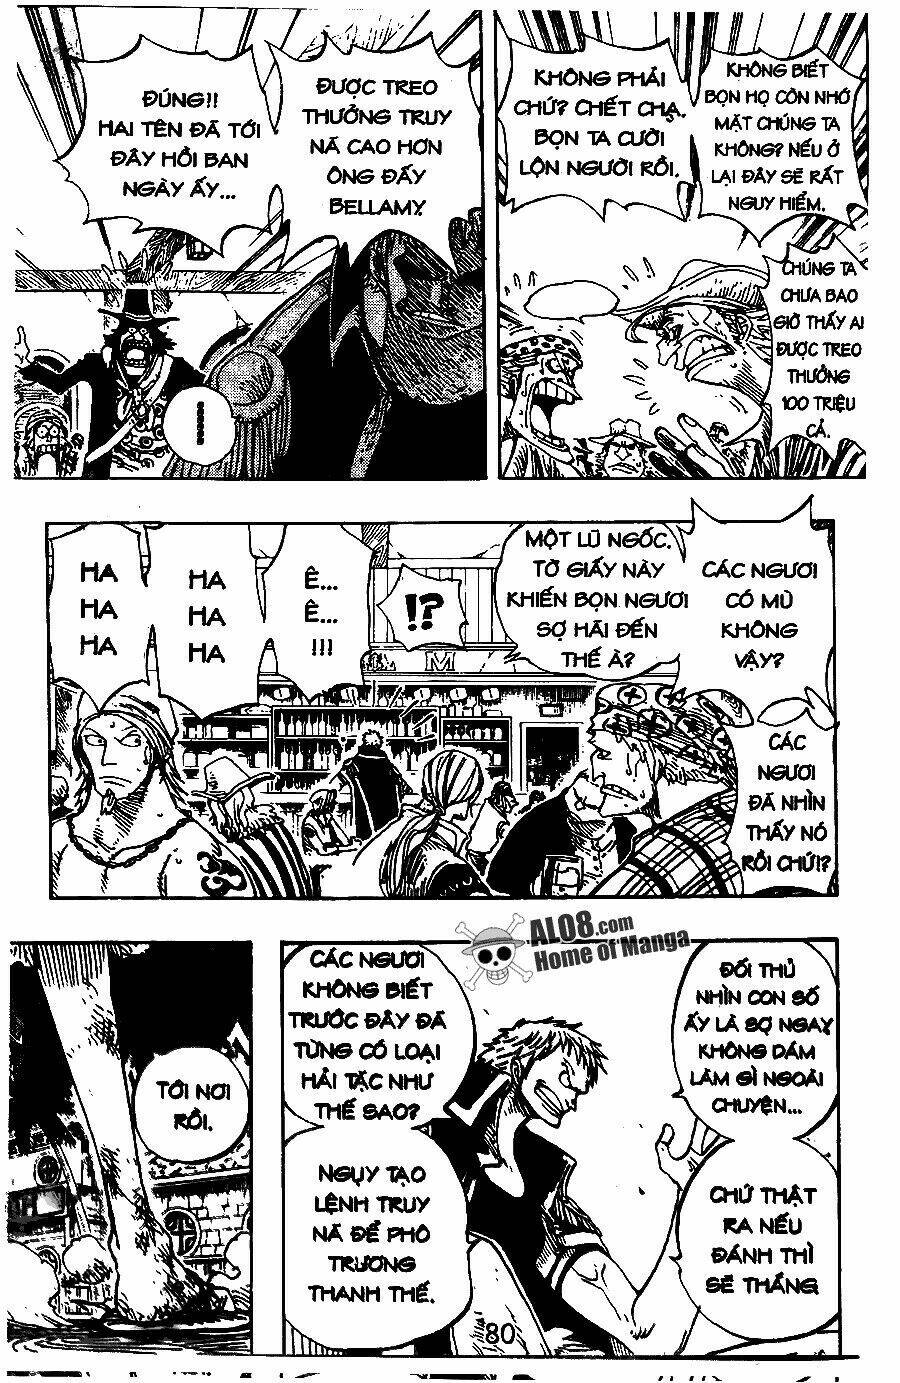 KHÔNG BIẾT
BỌN HỌ CÒN NHỚ
MẶT CHÚNG TA
KHÔNG? NẾU Ở
LẠI ĐÂY SẼ RẤT
NGUY HIỂM.
KHÔNG PHẢI
CHỨ? CHẾT CHA,
BỌN TA CƯỜI
LỘN NGƯỜI RỒI.
CHÚNG TA
CHƯA BAO
GIỜ THẤY AI
ĐƯỢC TREO
THƯỞNG
100 TRIỆU
CẢ.
ĐƯỢC TREO
THƯỞNG TRUY
NÃ CAO HƠN
ÔNG ĐẤY
BELLAMY.
ĐÚNG!!
HAI TÊN ĐÃ TỚI
ĐÂY HỒI BAN
NGÀY ẤY...
CÁC NGƯƠI
CÓ MÙ
KHÔNG
VẬY?
MỘT LŨ NGỐC.
TỜ GIẤY NÀY
KHIẾN BỌN NGƯƠI
SỢ HÃI ĐẾN
THẾ À?
!?
Ê...
Ê...
!!!
HA
HA
HA
HA
HA
HA
A M
CÁC
NGƯƠI
ĐÃ NHÌN
THẤY NÓ
RỒI CHỨ!?
AL08.com
Home of Manga
ĐỐI THỦ
NHÌN CON SỐ
ẤY LÀ SỢ NGAY
KHÔNG DÁM
LÀM GÌ NGOÀI
CHUYỆN...
CHỨ THẬT
RA NẾU
ĐÁNH THÌ
SẼ THẮNG
CÁC NGƯƠI
KHÔNG BIẾT
TRƯỚC ĐÂY ĐÃ
TỪNG CÓ LOẠI
HẢI TẶC NHƯ
THẾ SAO?
NGỤY TẠO
LỆNH TRUY
NÃ ĐỂ PHÔ
TRƯƠNG
THANH THẾ.
TỚI NƠI
RỒI.
80